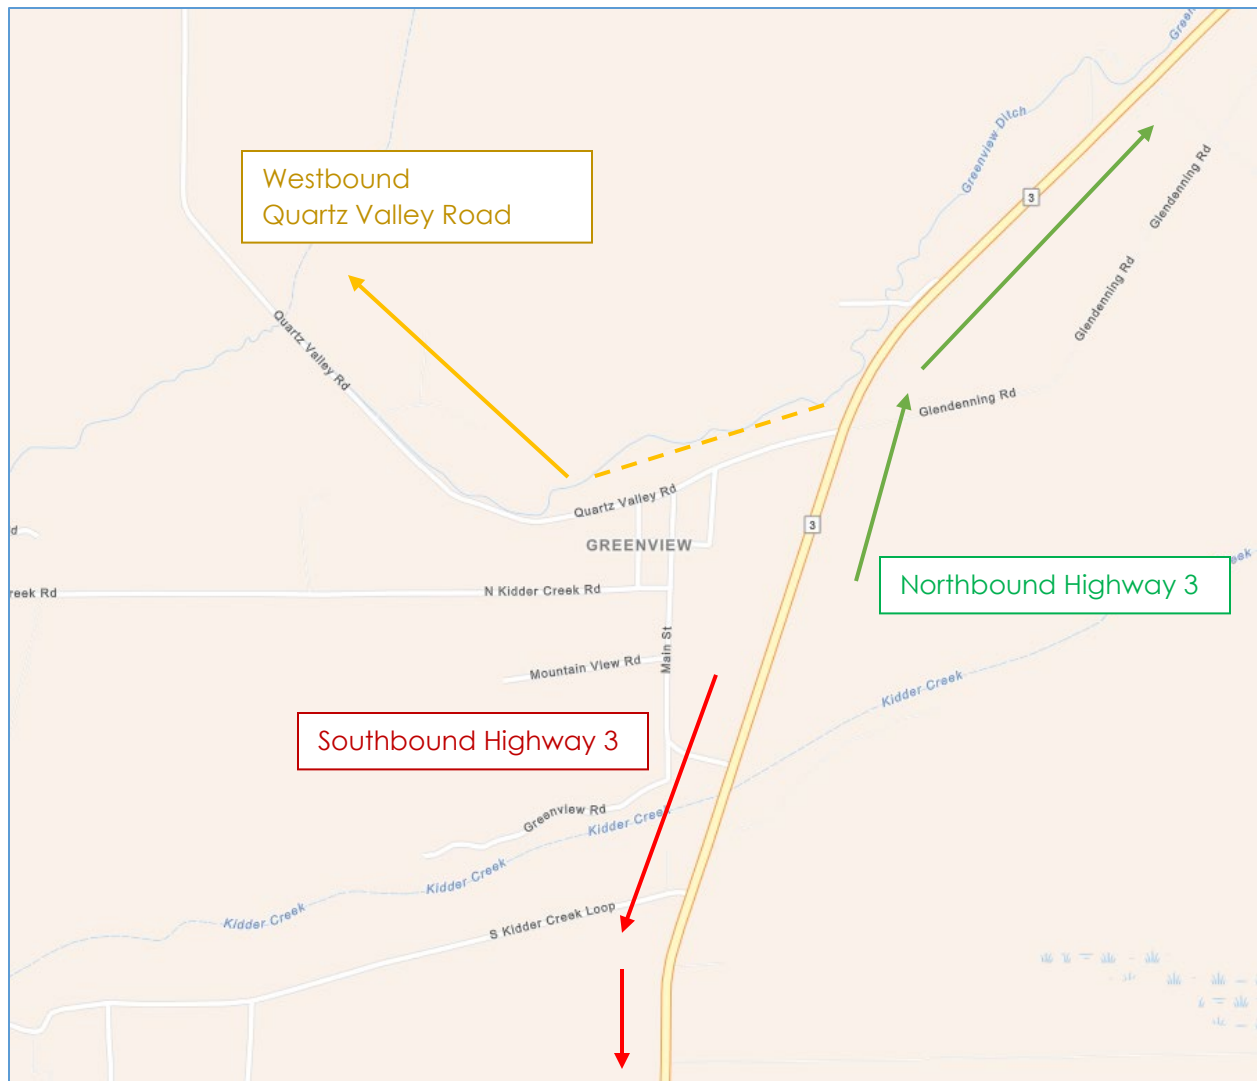 Green
Greenview Ditch
Westbound
Quartz Valley Road
3
Glendenning Rd
Glendenning Rd
Quartz Valley Rd
Glendenning Rd
Quartz Valley Rd
3
d
GREENVIEW
Northbound Highway 3
eek
reek Rd
N Kidder Creek Rd
Main St
Mountain View Rd
Kidder Creek
Southbound Highway 3
Greenview Rd
Kidder Creek
Kidder Creek
Kidder Creek
S Kidder Creek Loop